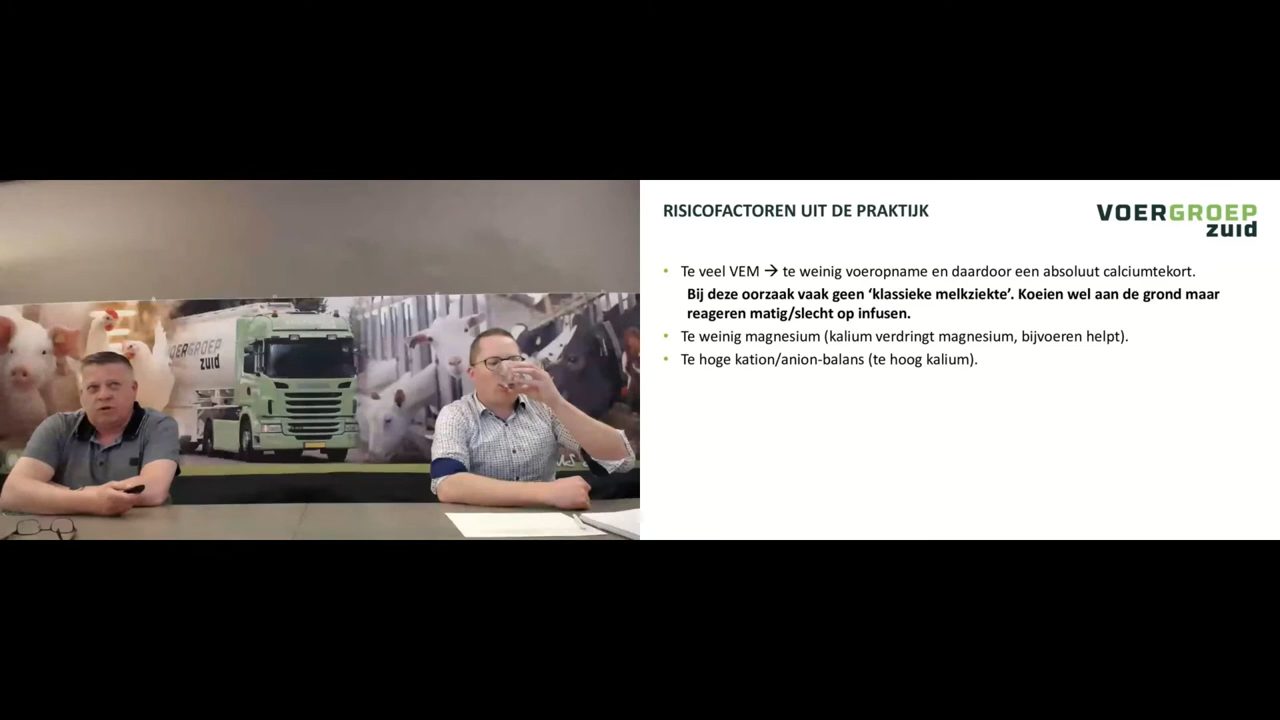 VOERGROEP
zuid
RISICOFACTOREN UIT DE PRAKTIJK
VOERGROEP
zuid
• Te veel VEM → te weinig voeropname en daardoor een absoluut calciumtekort.
Bij deze oorzaak vaak geen ‘klassieke melkziekte’. Koeien wel aan de grond maar
reageren matig/slecht op infusen.
• Te weinig magnesium (kalium verdringt magnesium, bijvoeren helpt).
• Te hoge kation/anion-balans (te hoog kalium).